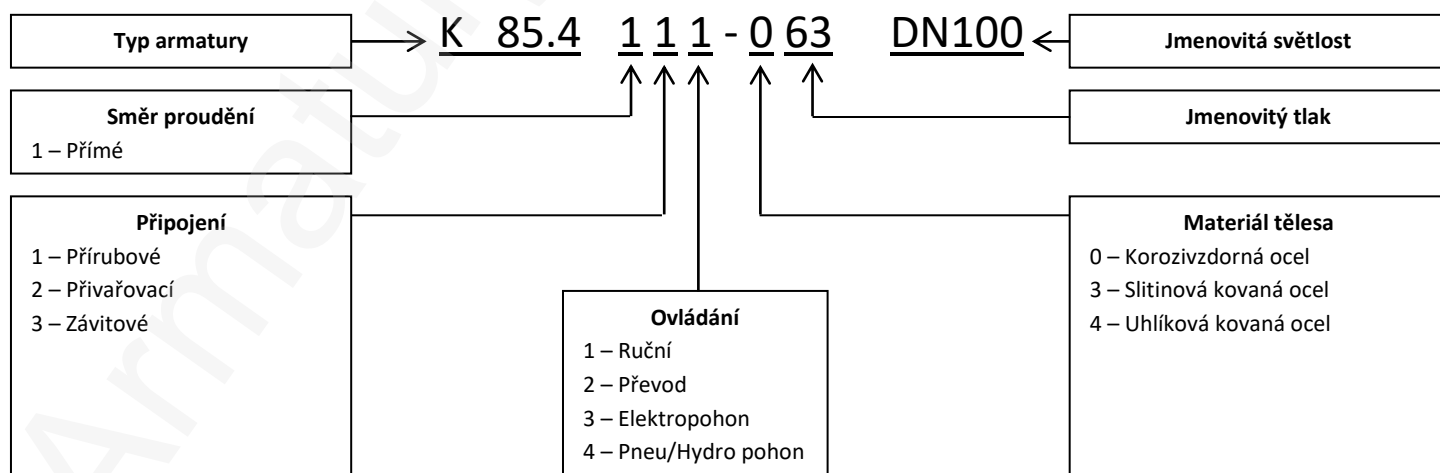 Typ armatury
K 85.4 1 1 1 - 0 63 DN100
Jmenovitá světlost
Směr proudění
1 – Přímé
Jmenovitý tlak
Připojení
1 – Přírubové
2 – Přivařovací
3 – Závitové
Materiál tělesa
0 – Korozivzdorná ocel
3 – Slitinová kovaná ocel
4 – Uhlíková kovaná ocel
Ovládání
1 – Ruční
2 – Převod
3 – Elektropohon
4 – Pneu/Hydro pohon
Armatur